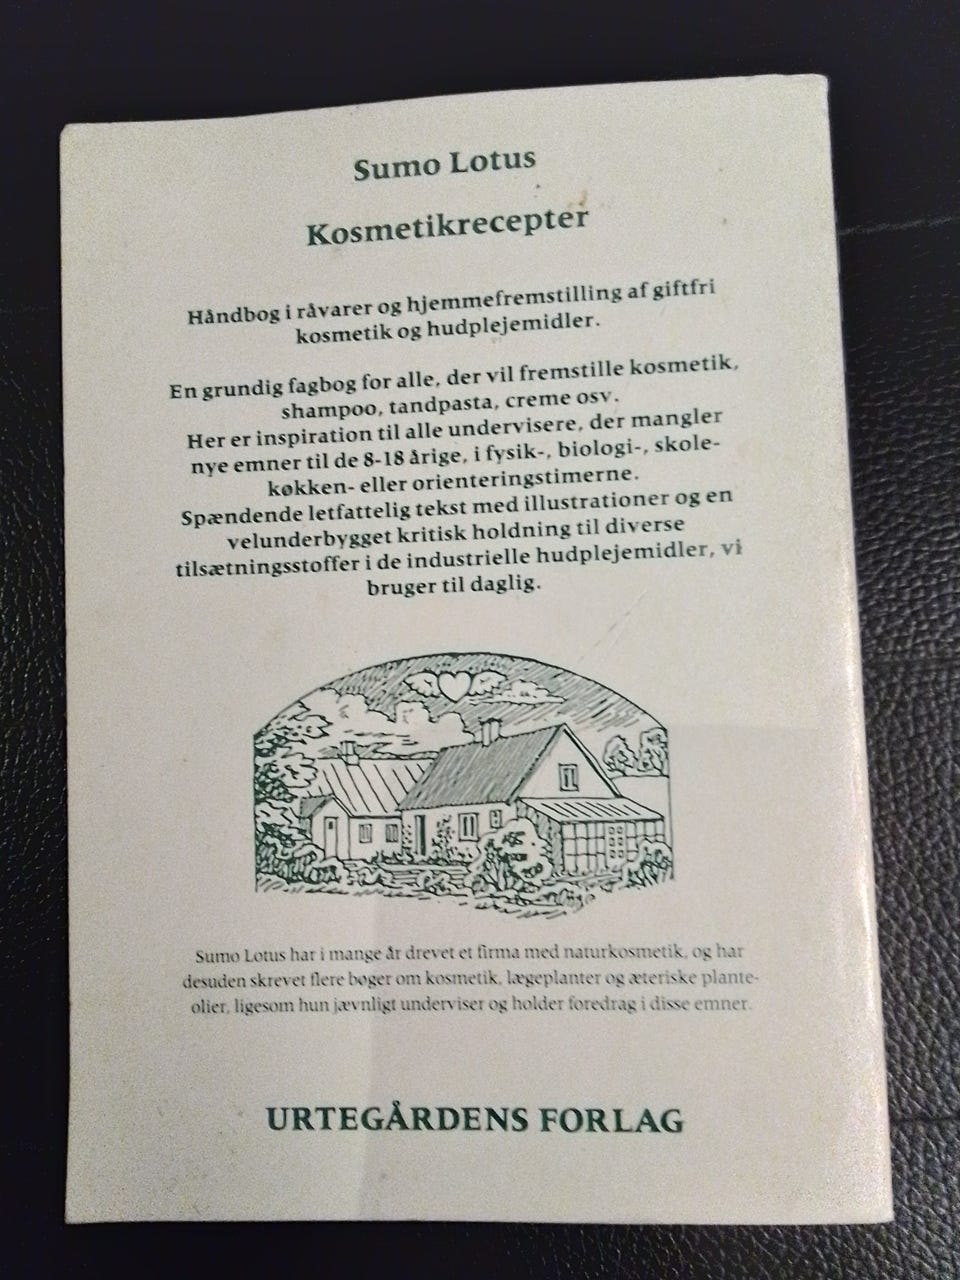 Sumo Lotus
Kosmetikrecepter
Håndbog i råvarer og hjemmefremstilling af giftfri
kosmetik og hudplejemidler.
En grundig fagbog for alle, der vil fremstille kosmetik,
shampoo, tandpasta, creme osv.
Her er inspiration til alle undervisere, der mangler
nye emner til de 8-18 årige, i fysik-, biologi-, skole-
køkken- eller orienteringstimerne.
Spændende letfattelig tekst med illustrationer og en
velunderbygget kritisk holdning til diverse
tilsætningsstoffer i de industrielle hudplejemidler, vi
bruger til daglig.
Sumo Lotus har i mange år drevet et firma med naturkosmetik, og har
desuden skrevet flere bøger om kosmetik, lægeplanter og æteriske plante-
olier, ligesom hun jævnligt underviser og holder foredrag i disse emner.
URTEGÅRDENS FORLAG